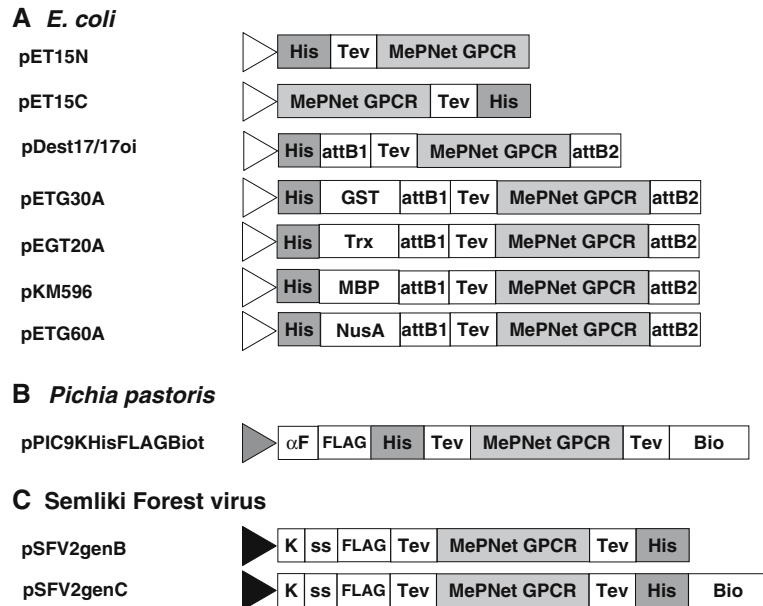 A E. coli
pET15N His Tev MePNet GPCR
pET15C MePNet GPCR Tev His
pDest17/17oi His attB1 Tev MePNet GPCR attB2
pETG30A His GST attB1 Tev MePNet GPCR attB2
pEGT20A His Trx attB1 Tev MePNet GPCR attB2
pKM596 His MBP attB1 Tev MePNet GPCR attB2
pETG60A His NusA attB1 Tev MePNet GPCR attB2
B Pichia pastoris
pPIC9KHisFLAGBiot αF FLAG His Tev MePNet GPCR Tev Bio
C Semliki Forest virus
pSFV2genB K ss FLAG Tev MePNet GPCR Tev His
pSFV2genC K ss FLAG Tev MePNet GPCR Tev His Bio